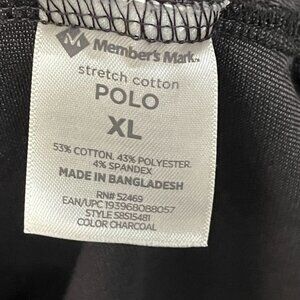 Member's Mark™
stretch cotton
POLO
XL
53% COTTON. 43% POLYESTER.
4% SPANDEX
MADE IN BANGLADESH
RN# 52469
EAN/UPC 193968088057
STYLE S8S15481
COLOR CHARCOAL